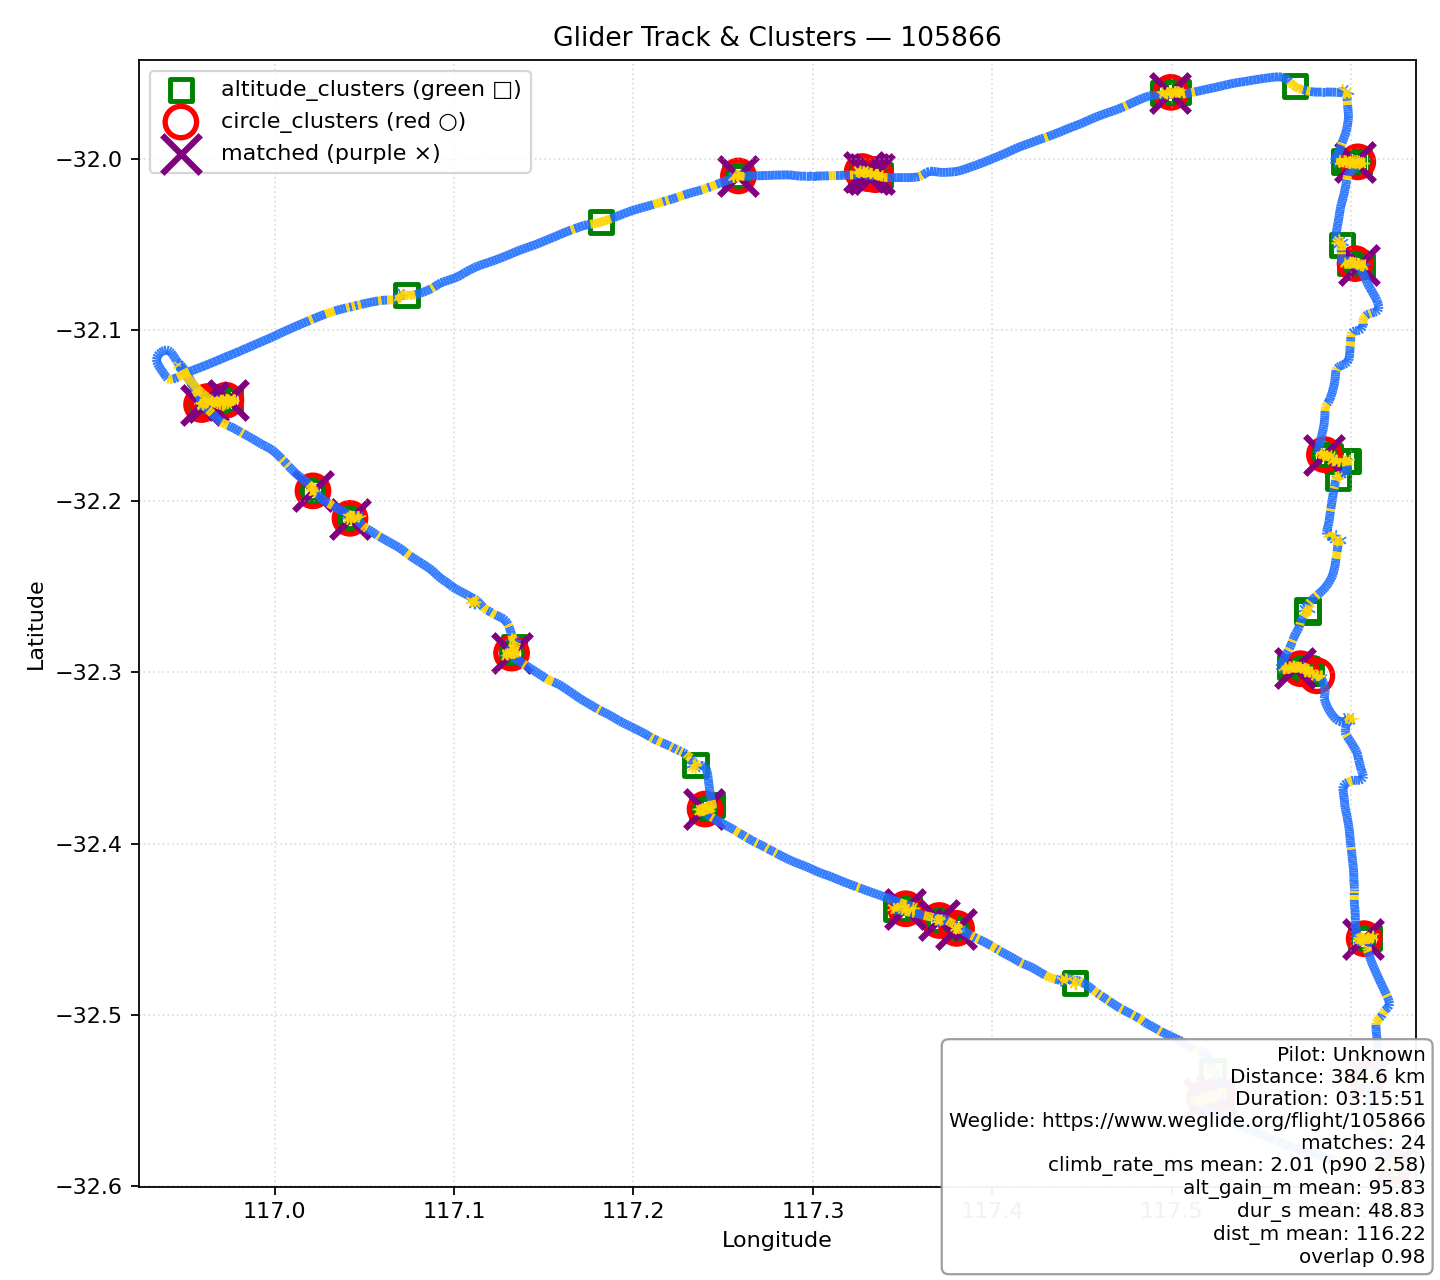 Glider Track & Clusters — 105866
altitude_clusters (green □)
circle_clusters (red ○)
matched (purple ×)
−32.0
−32.1
−32.2
−32.3
−32.4
−32.5
−32.6
Latitude
117.0
117.1
117.2
117.3
117.4
117.5
Longitude
Pilot: Unknown
Distance: 384.6 km
Duration: 03:15:51
Weglide: https://www.weglide.org/flight/105866
matches: 24
climb_rate_ms mean: 2.01 (p90 2.58)
alt_gain_m mean: 95.83
dur_s mean: 48.83
dist_m mean: 116.22
overlap 0.98